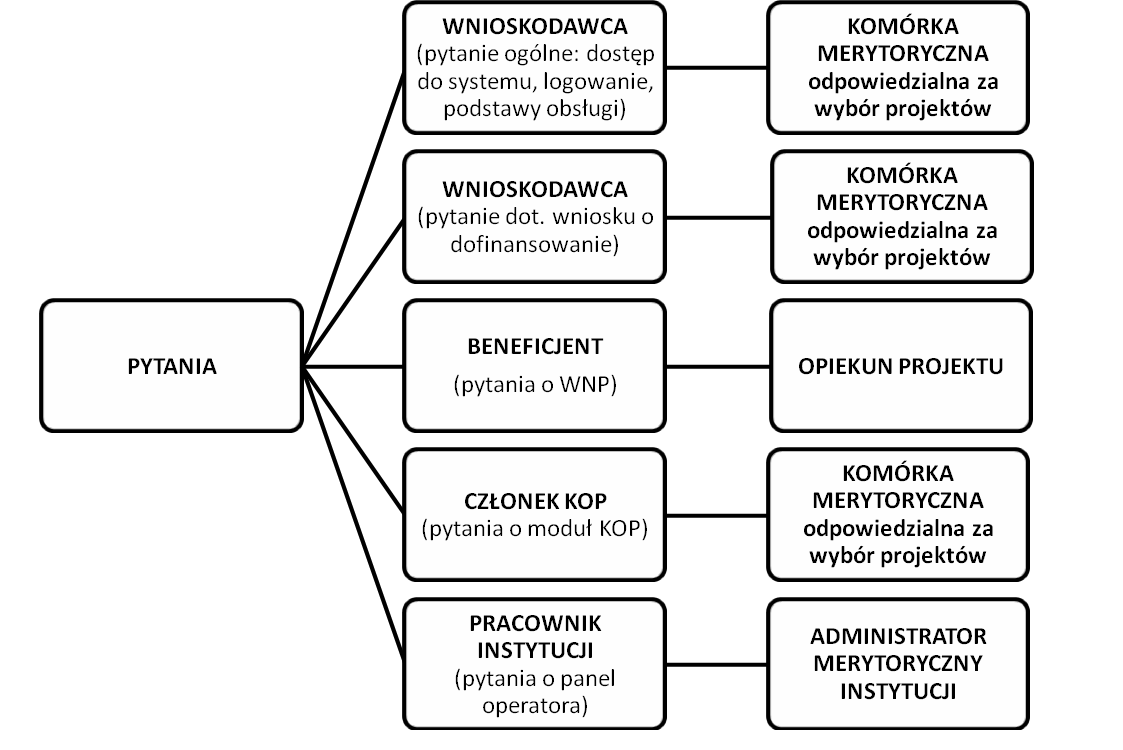 PYTANIA
WNIOSKODAWCA
(pytanie ogólne: dostęp
do systemu, logowanie,
podstawy obsługi)
KOMÓRKA
MERYTORYCZNA
odpowiedzialna za
wybór projektów
WNIOSKODAWCA
(pytanie dot. wniosku o
dofinansowanie)
KOMÓRKA
MERYTORYCZNA
odpowiedzialna za
wybór projektów
BENEFICJENT
(pytania o WNP)
OPIEKUN PROJEKTU
CZŁONEK KOP
(pytania o moduł KOP)
KOMÓRKA
MERYTORYCZNA
odpowiedzialna za
wybór projektów
PRACOWNIK
INSTYTUCJI
(pytania o panel
operatora)
ADMINISTRATOR
MERYTORYCZNY
INSTYTUCJI